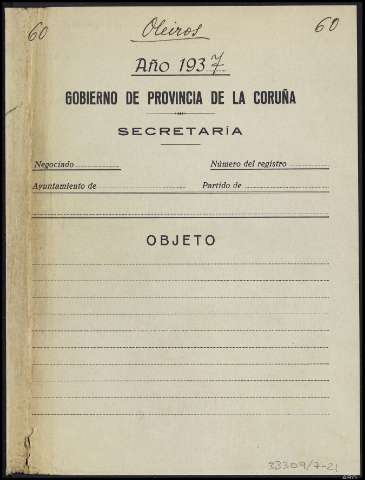 60 Oleiros 60
Año 1937
GOBIERNO DE PROVINCIA DE LA CORUÑA
SECRETARÍA
Negociado Número del registro
Ayuntamiento de Partido de
OBJETO
33309/7-21